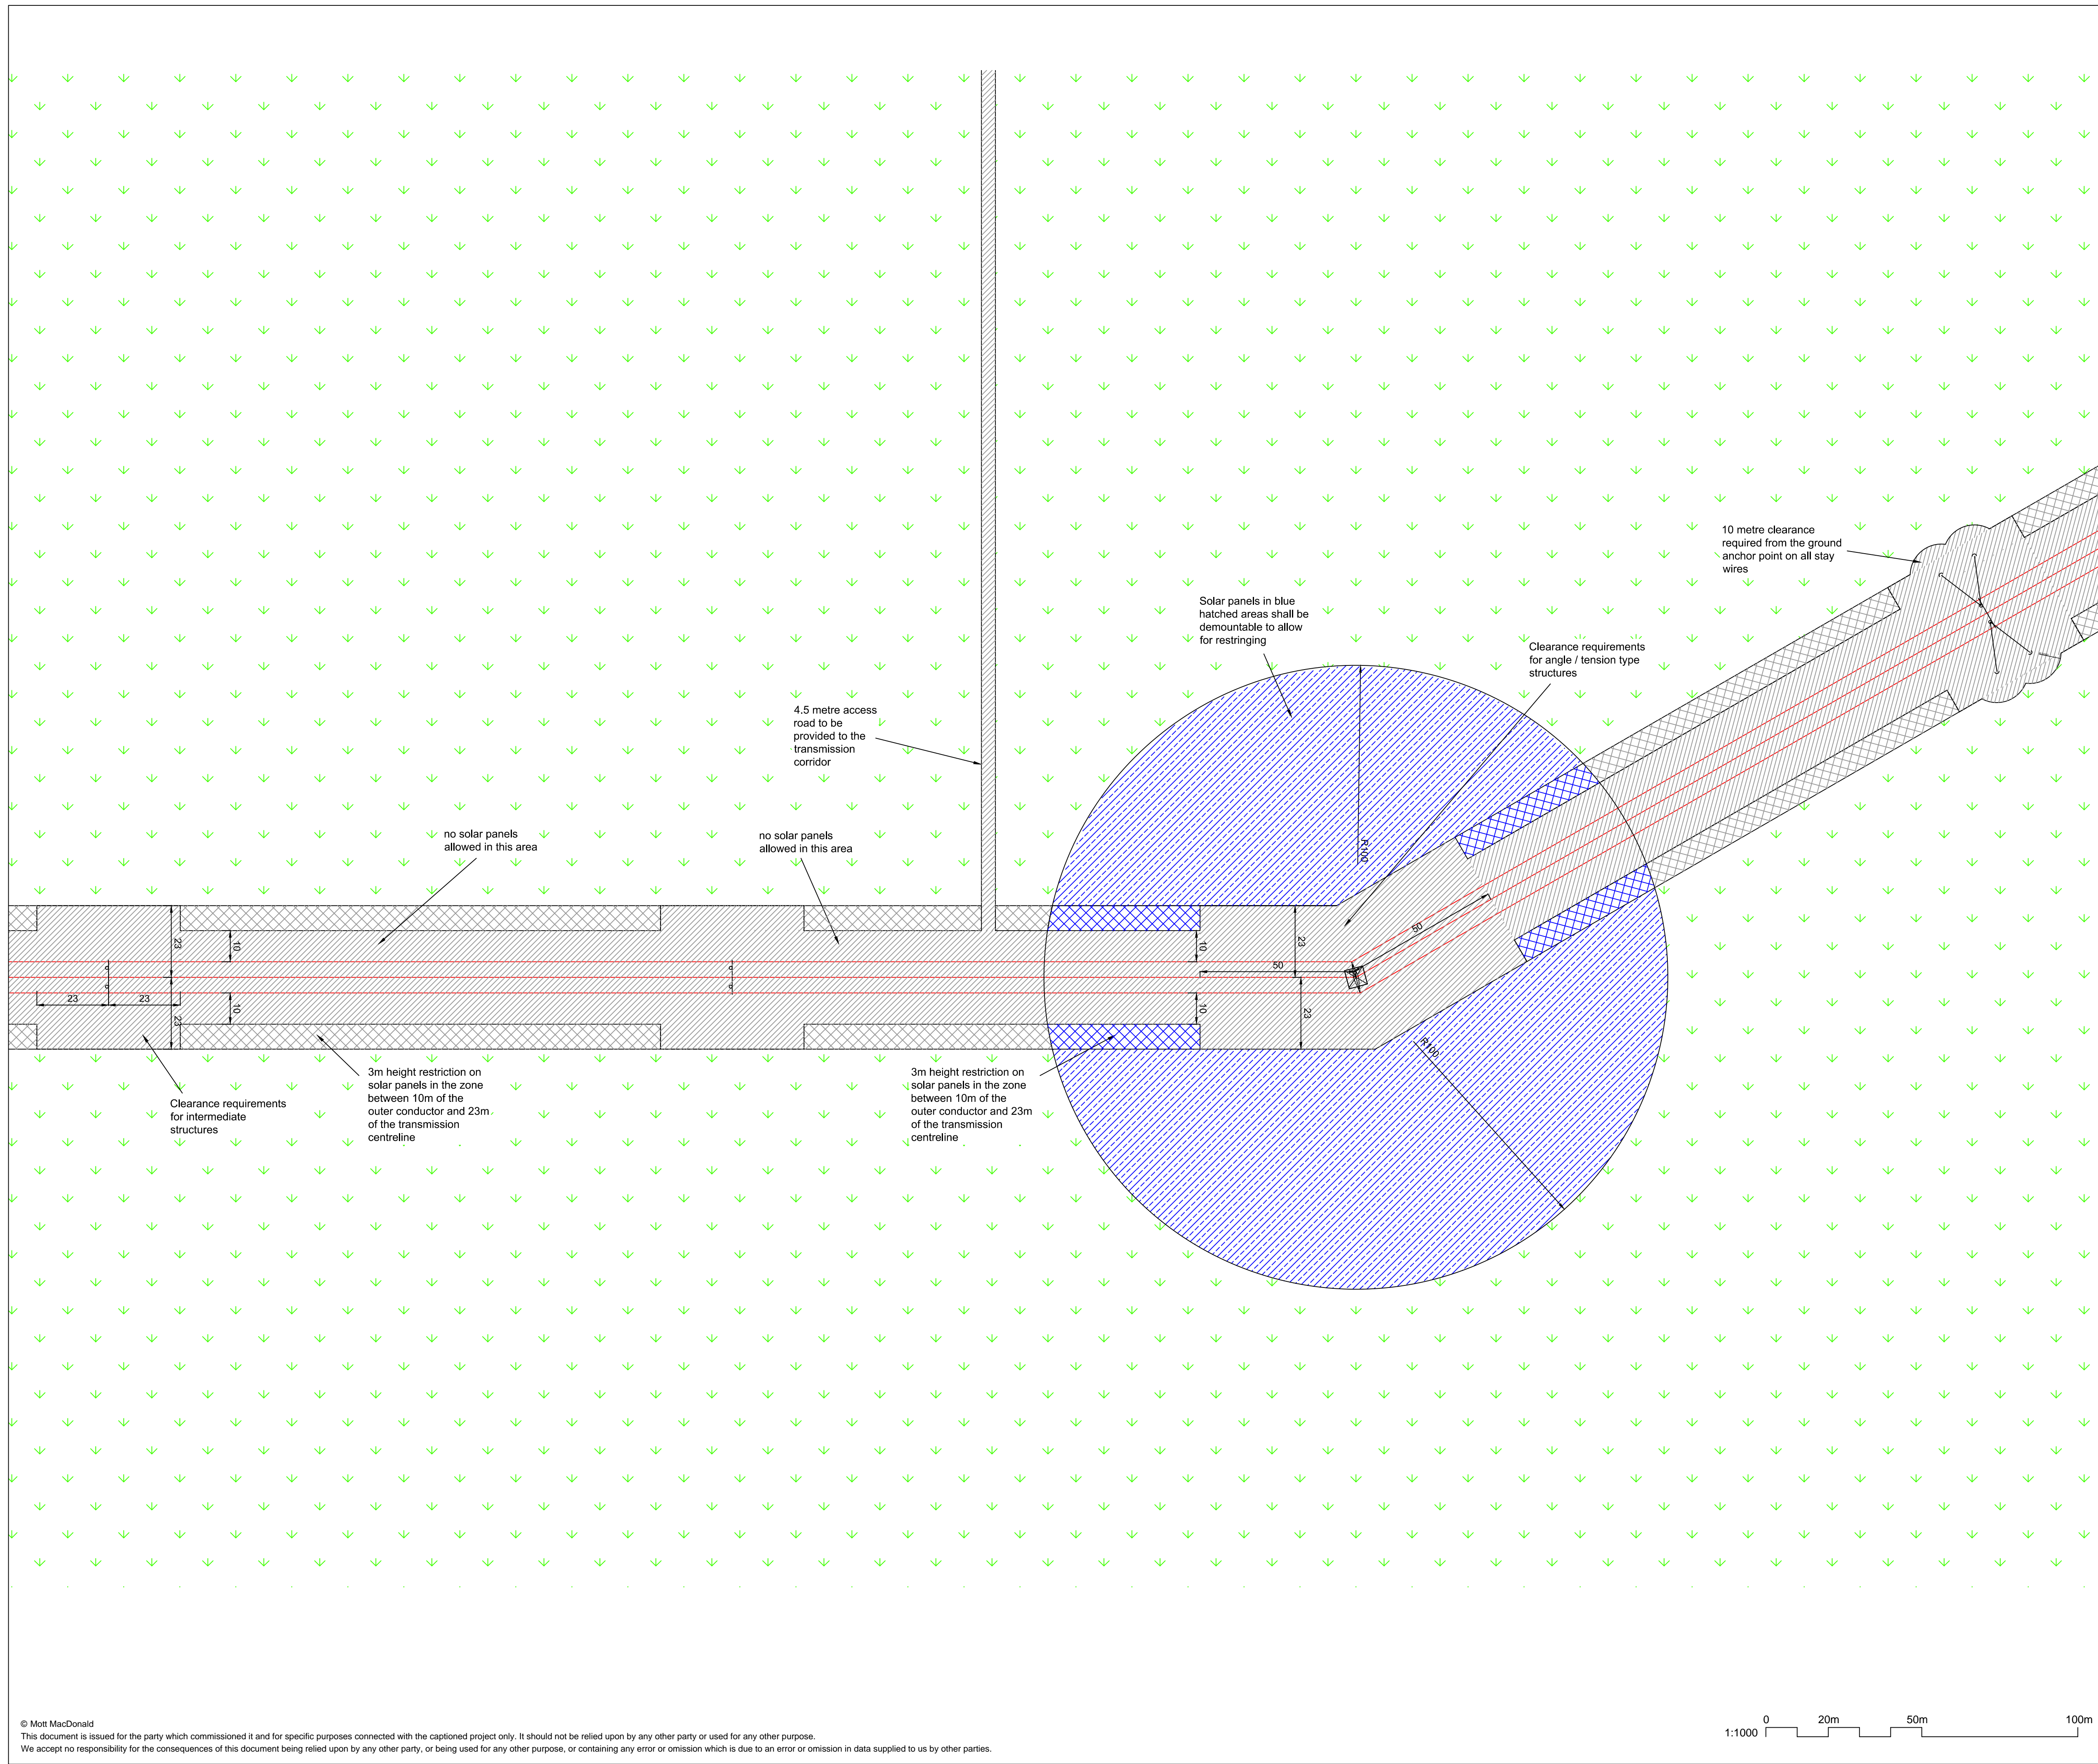 10 metre clearance
required from the ground
anchor point on all stay
wires
Solar panels in blue
hatched areas shall be
demountable to allow
for restringing
Clearance requirements
for angle / tension type
structures
4.5 metre access
road to be
provided to the
transmission
corridor
no solar panels
allowed in this area
no solar panels
allowed in this area
R100
23
10
10
23
50
50
23
23
23
10
10
23
R100
3m height restriction on
solar panels in the zone
between 10m of the
outer conductor and 23m
of the transmission
centreline
3m height restriction on
solar panels in the zone
between 10m of the
outer conductor and 23m
of the transmission
centreline
Clearance requirements
for intermediate
structures
© Mott MacDonald
This document is issued for the party which commissioned it and for specific purposes connected with the captioned project only. It should not be relied upon by any other party or used for any other purpose.
We accept no responsibility for the consequences of this document being relied upon by any other party, or being used for any other purpose, or containing any error or omission which is due to an error or omission in data supplied to us by other parties.
1:1000
0 20m 50m 100m